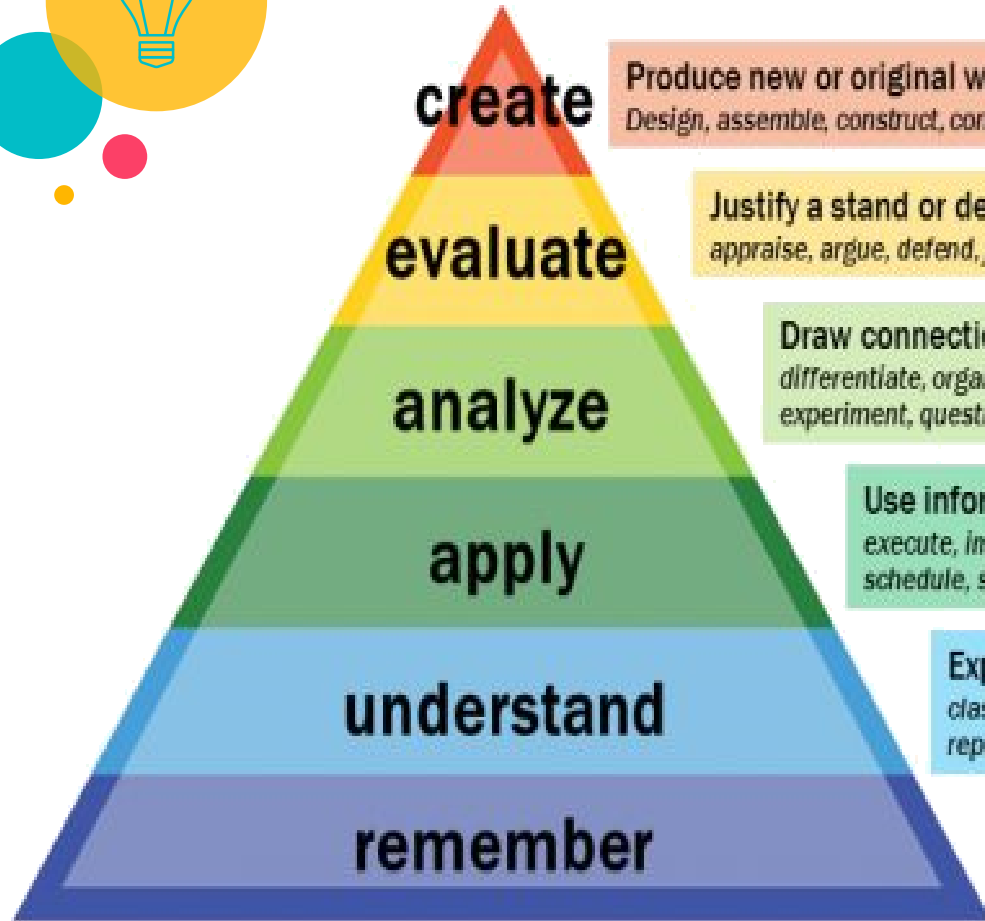 create
Produce new or original w
Design, assemble, construct, con
evaluate
Justify a stand or de
appraise, argue, defend,
analyze
Draw connecti
differentiate, orga
experiment, quest
apply
Use infor
execute, im
schedule, s
understand
Exp
clas
rep
remember